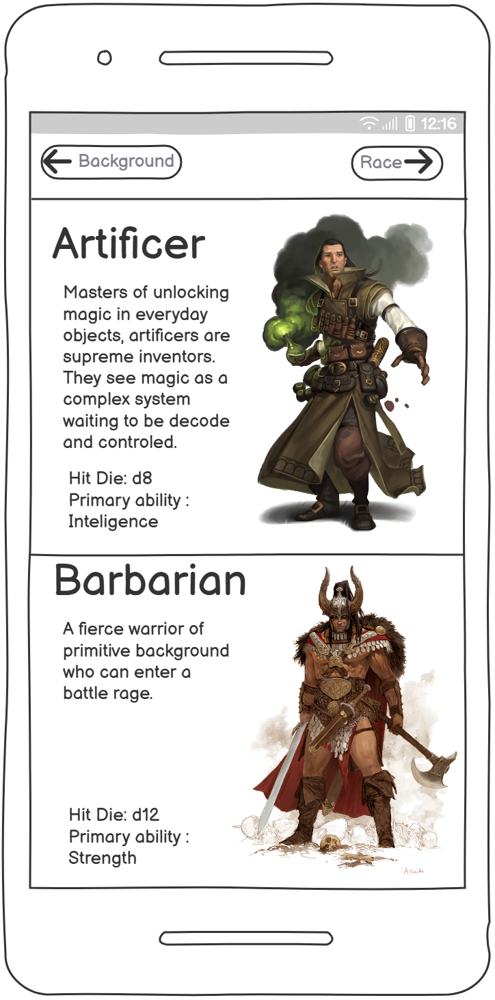 12:16
Background
Race
Artificer
Masters of unlocking
magic in everyday
objects, artificers are
supreme inventors.
They see magic as a
complex system
waiting to be decode
and controled.
Hit Die: d8
Primary ability :
Inteligence
Barbarian
A fierce warrior of
primitive background
who can enter a
battle rage.
Hit Die: d12
Primary ability :
Strength
A.Smith